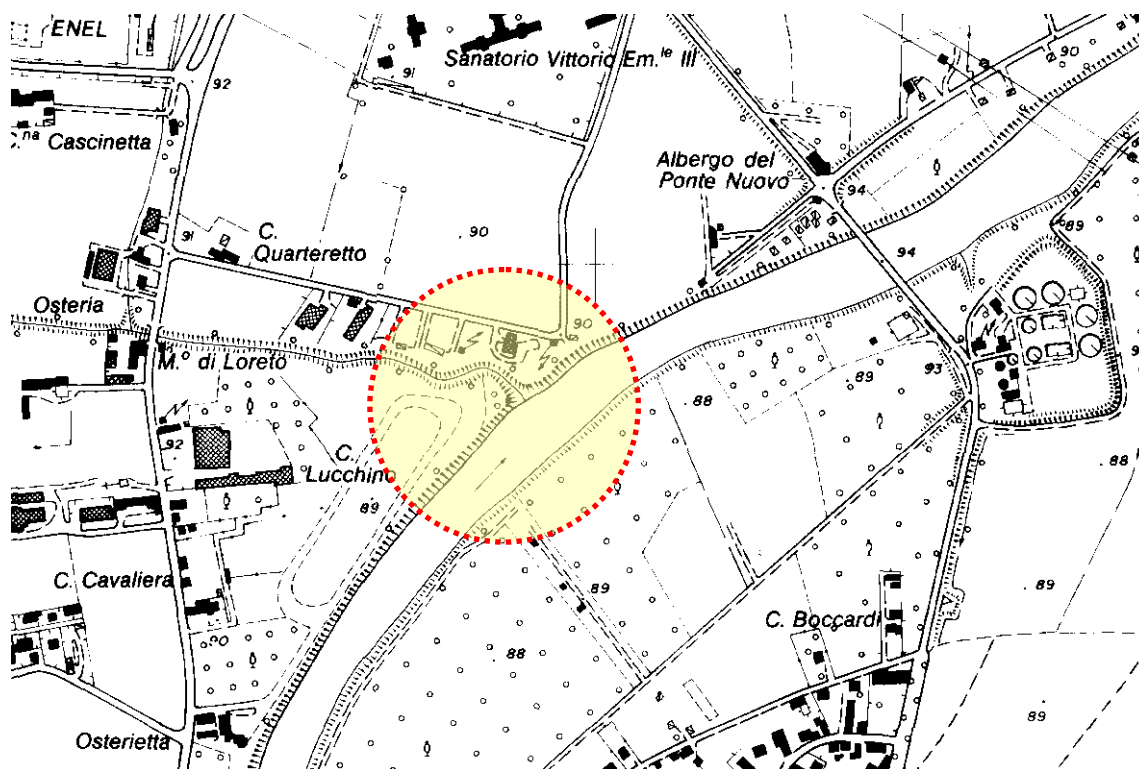 ENEL
Sanatorio Vittorio Em.le III
90
91
92
C.na Cascinetta
Albergo del
Ponte Nuovo
94
91
C.
Quarteretto
90
89
94
Osteria
90
M. di Loreto
93
89
88
92
C.
Lucchino
88
89
C. Cavaliera
89
89
C. Boccardi
90
88
89
Osterietta